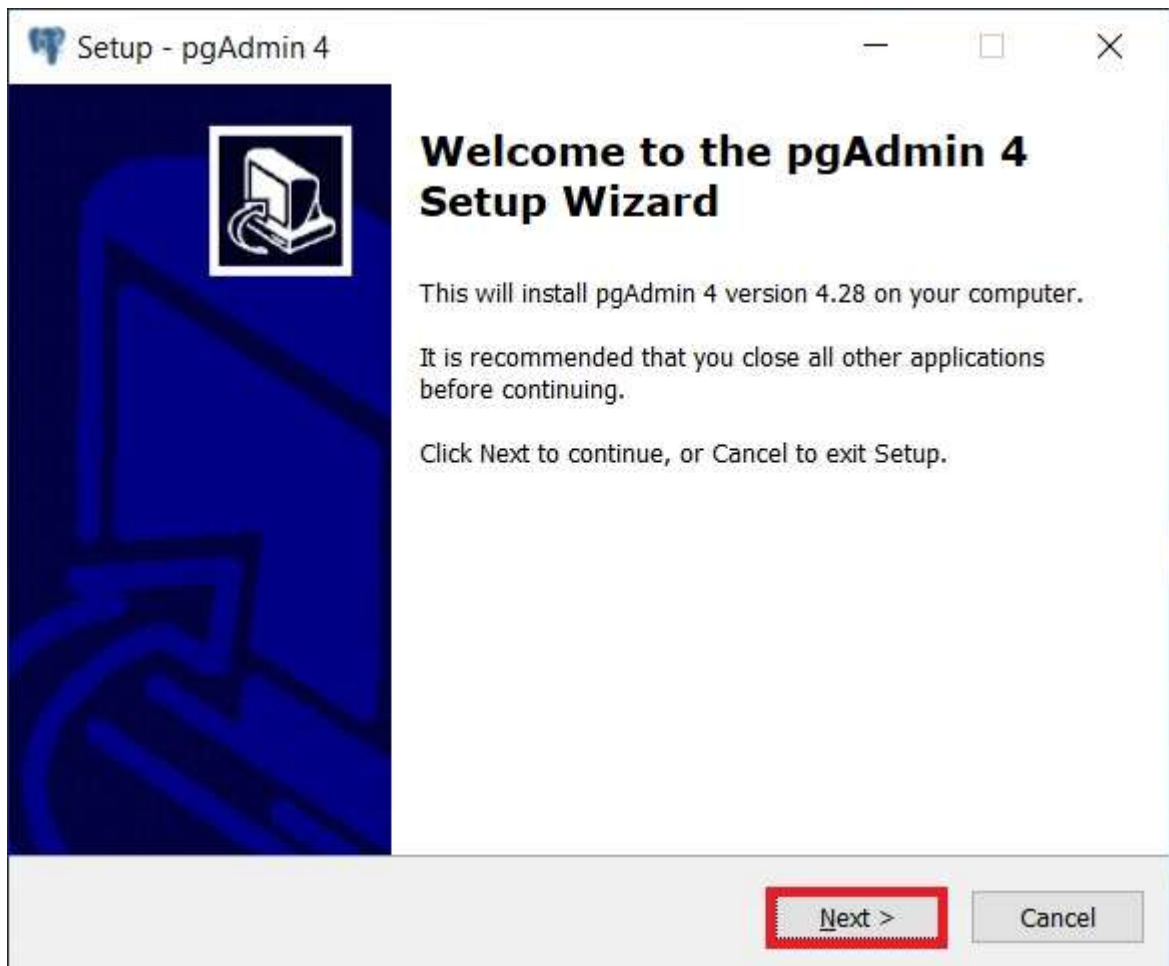 Setup - pgAdmin 4
Welcome to the pgAdmin 4
Setup Wizard
This will install pgAdmin 4 version 4.28 on your computer.
It is recommended that you close all other applications
before continuing.
Click Next to continue, or Cancel to exit Setup.
Next >
Cancel